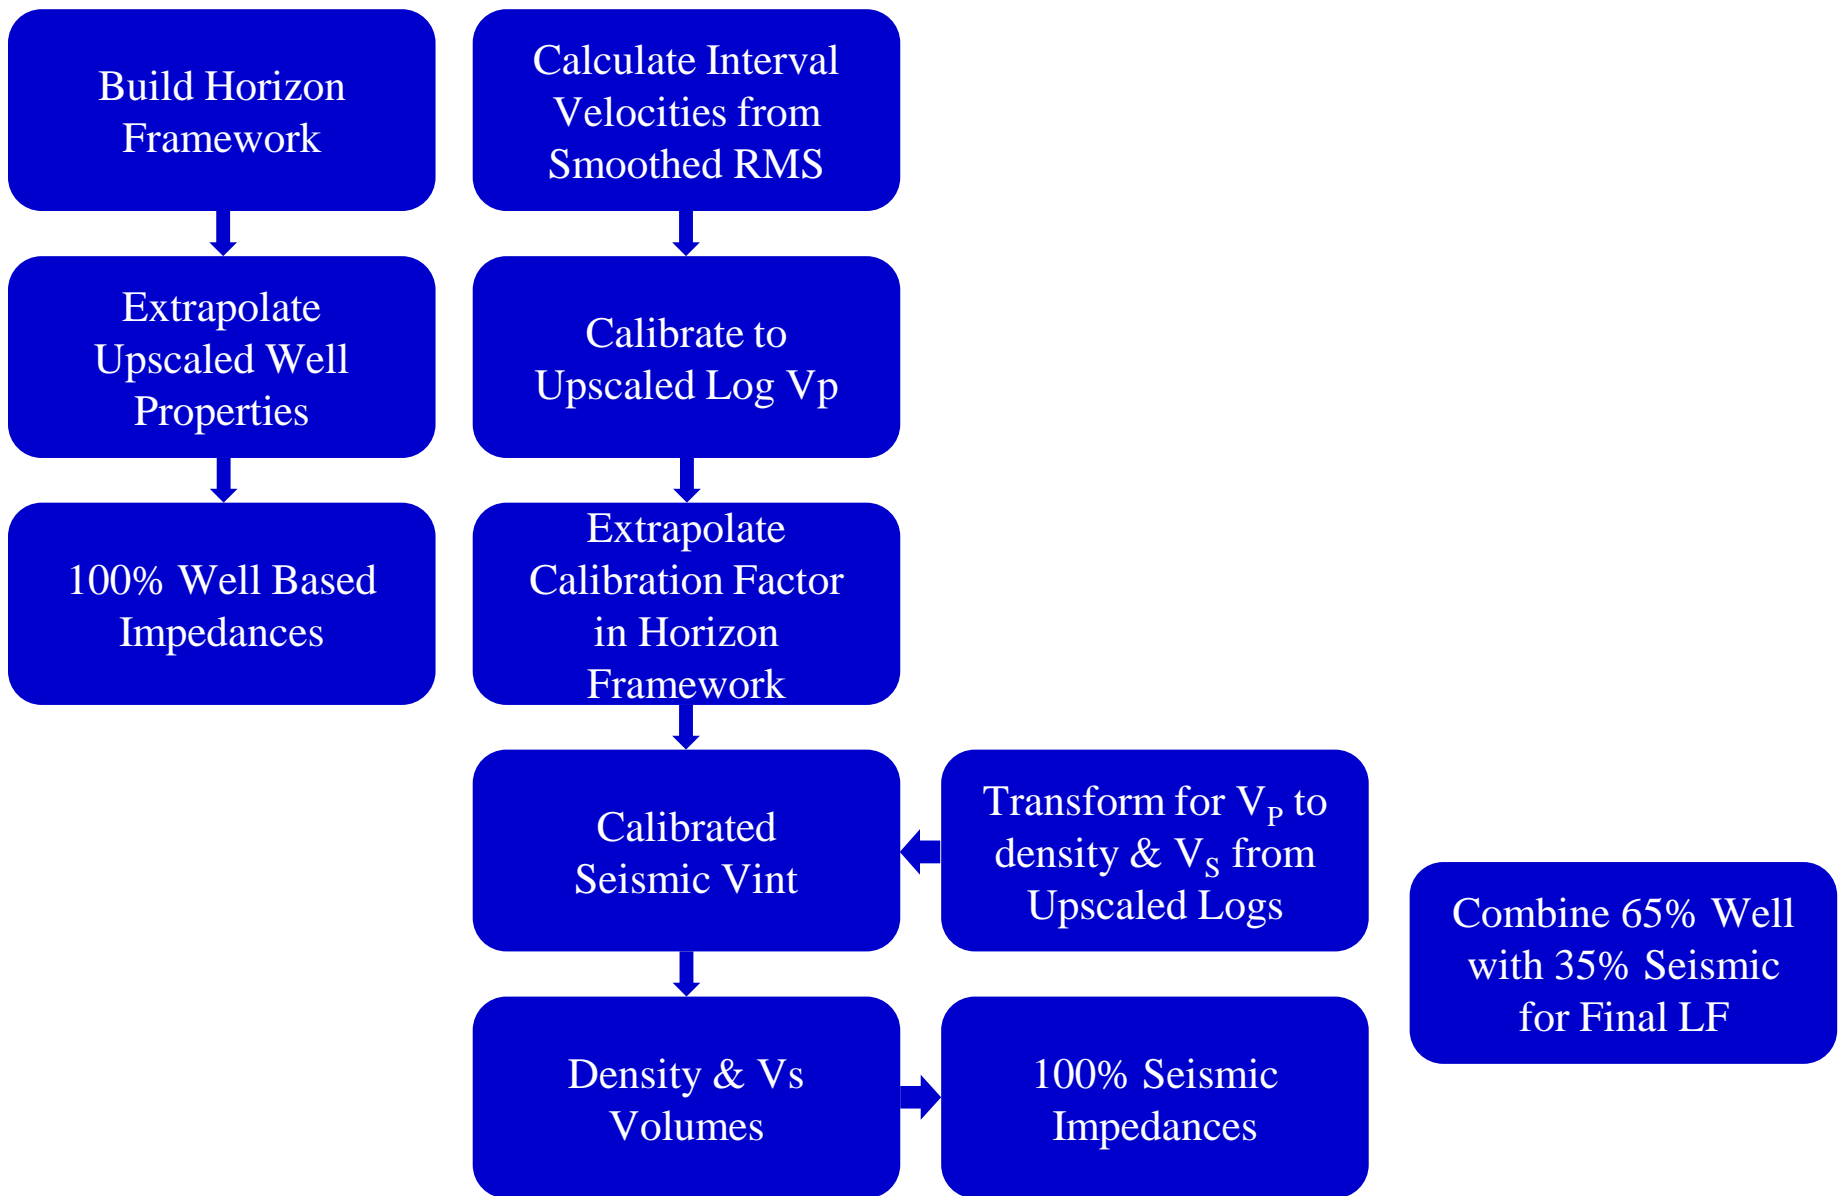 Build Horizon
Framework
Calculate Interval
Velocities from
Smoothed RMS
Extrapolate
Upscaled Well
Properties
Calibrate to
Upscaled Log Vp
100% Well Based
Impedances
Extrapolate
Calibration Factor
in Horizon
Framework
Calibrated
Seismic Vint
Transform for VP to
density & VS from
Upscaled Logs
Combine 65% Well
with 35% Seismic
for Final LF
Density & Vs
Volumes
100% Seismic
Impedances